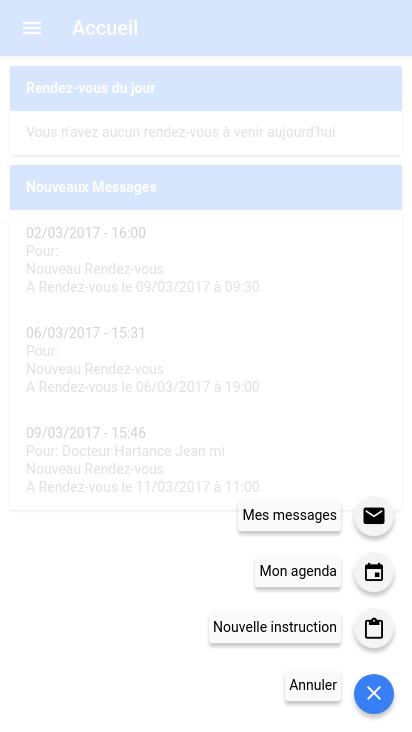 Accueil
Rendez-vous du jour
Vous n'avez aucun rendez-vous à venir aujourd'hui
Nouveaux Messages
02/03/2017 - 16:00
Pour:
Nouveau Rendez-vous
A Rendez-vous le 09/03/2017 à 09:30
06/03/2017 - 15:31
Pour:
Nouveau Rendez-vous
A Rendez-vous le 06/03/2017 à 19:00
09/03/2017 - 15:46
Pour: Docteur Hartance Jean mi
Nouveau Rendez-vous
A Rendez-vous le 11/03/2017 à 11:00
Mes messages
Mon agenda
Nouvelle instruction
Annuler